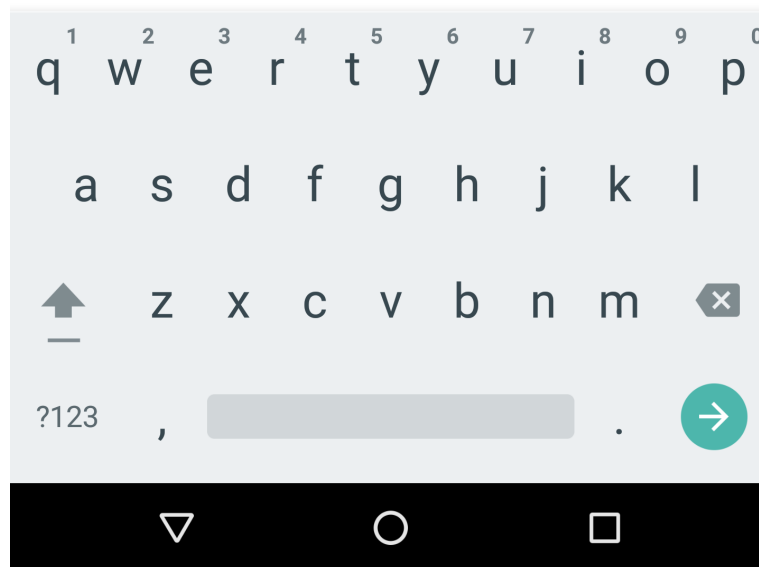 1 2 3 4 5 6 7 8 9 0
q w e r t y u i o p
a s d f g h j k l
z x c v b n m
?123 , .